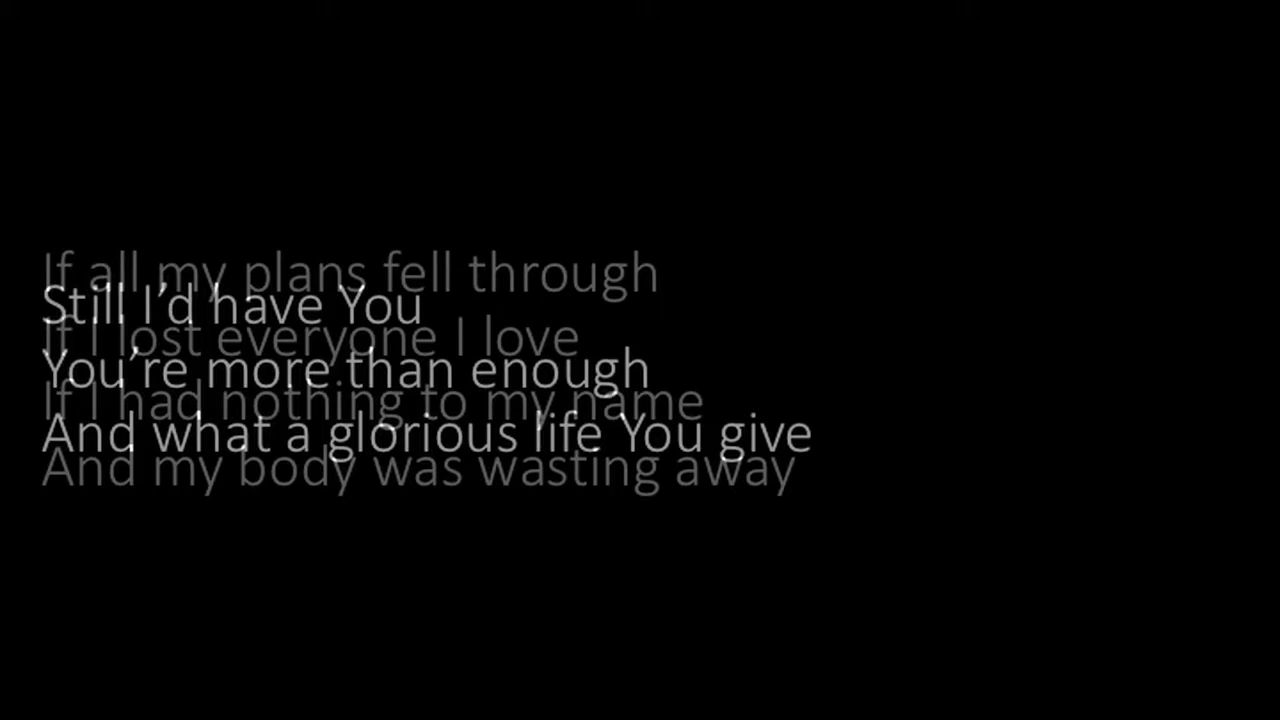 If all my plans fell through
Still I’d have You
If I lost everyone I love
You’re more than enough
If I had nothing to my name
And what a glorious life You give
And my body was wasting away